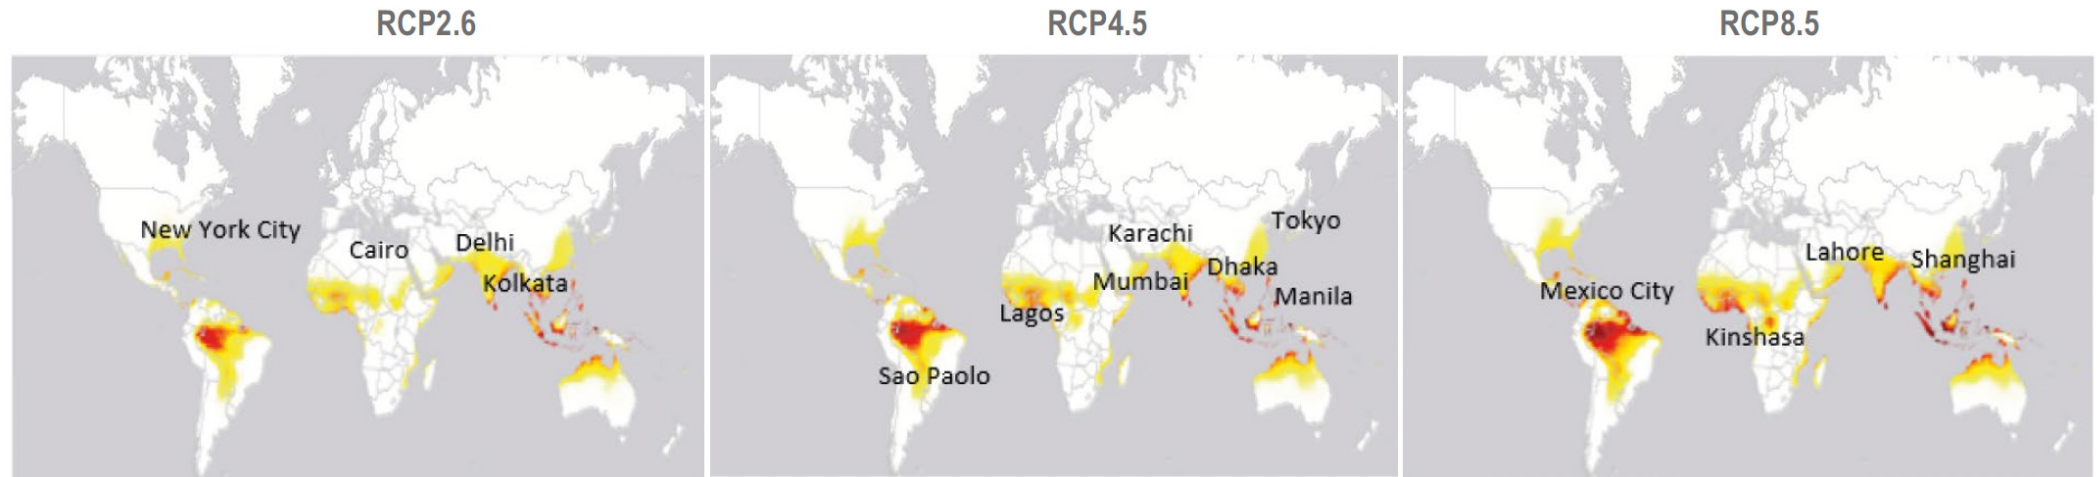 RCP2.6
New York City
Cairo
Delhi
Kolkata
RCP4.5
Tokyo
Karachi
Dhaka
Mumbai
Manila
Lagos
Sao Paolo
RCP8.5
Lahore
Shanghai
Mexico City
Kinshasa